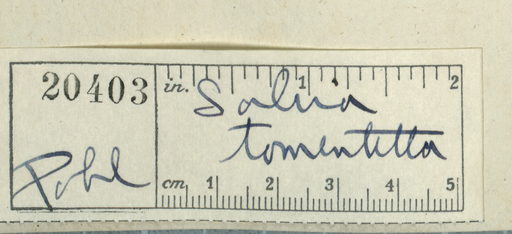 20403
in. 1 2
Salvia
tomentella
Pohl
cm 1 2 3 4 5